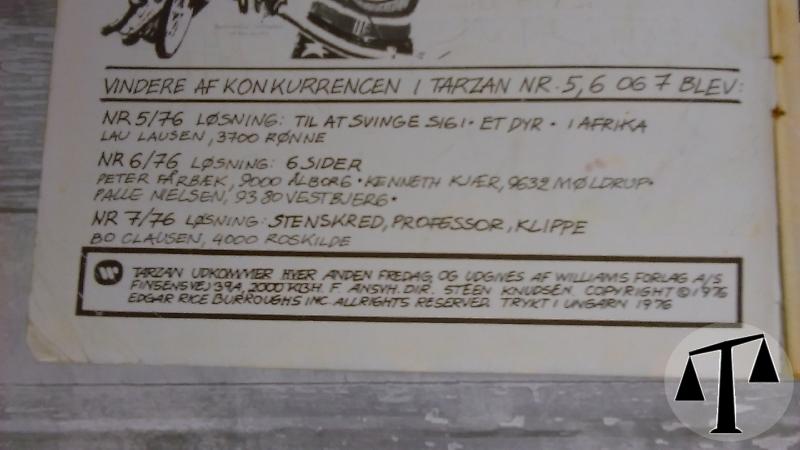 VINDERE AF KONKURRENCEN I TARZAN NR. 5,6 OG 7 BLEV:
NR 5/76 LØSNING: TIL AT SVINGE SIG I • ET DYR • I AFRIKA
LAU LAUSEN, 3700 RØNNE
NR 6/76 LØSNING: 6 SIDER
PETER FÅRBÆK, 9000 ÅLBORG • KENNETH KJÆR, 9632 MØLDRUP •
PALLE NIELSEN, 9380 VESTBJERG •
NR 7/76 LØSNING: STENSKRED, PROFESSOR, KLIPPE
BO CLAUSEN, 4000 ROSKILDE
TARZAN UDKOMMER HVER ANDEN FREDAG, OG UDGIVES AF WILLIAMS FORLAG A/S
FINSENSVEJ 39A, 2000 KBH. F. ANSVH. DIR. STEEN KNUDSEN. COPYRIGHT © 1976
EDGAR RICE BURROUGHS INC. ALL RIGHTS RESERVED. TRYKT I UNGARN 1976